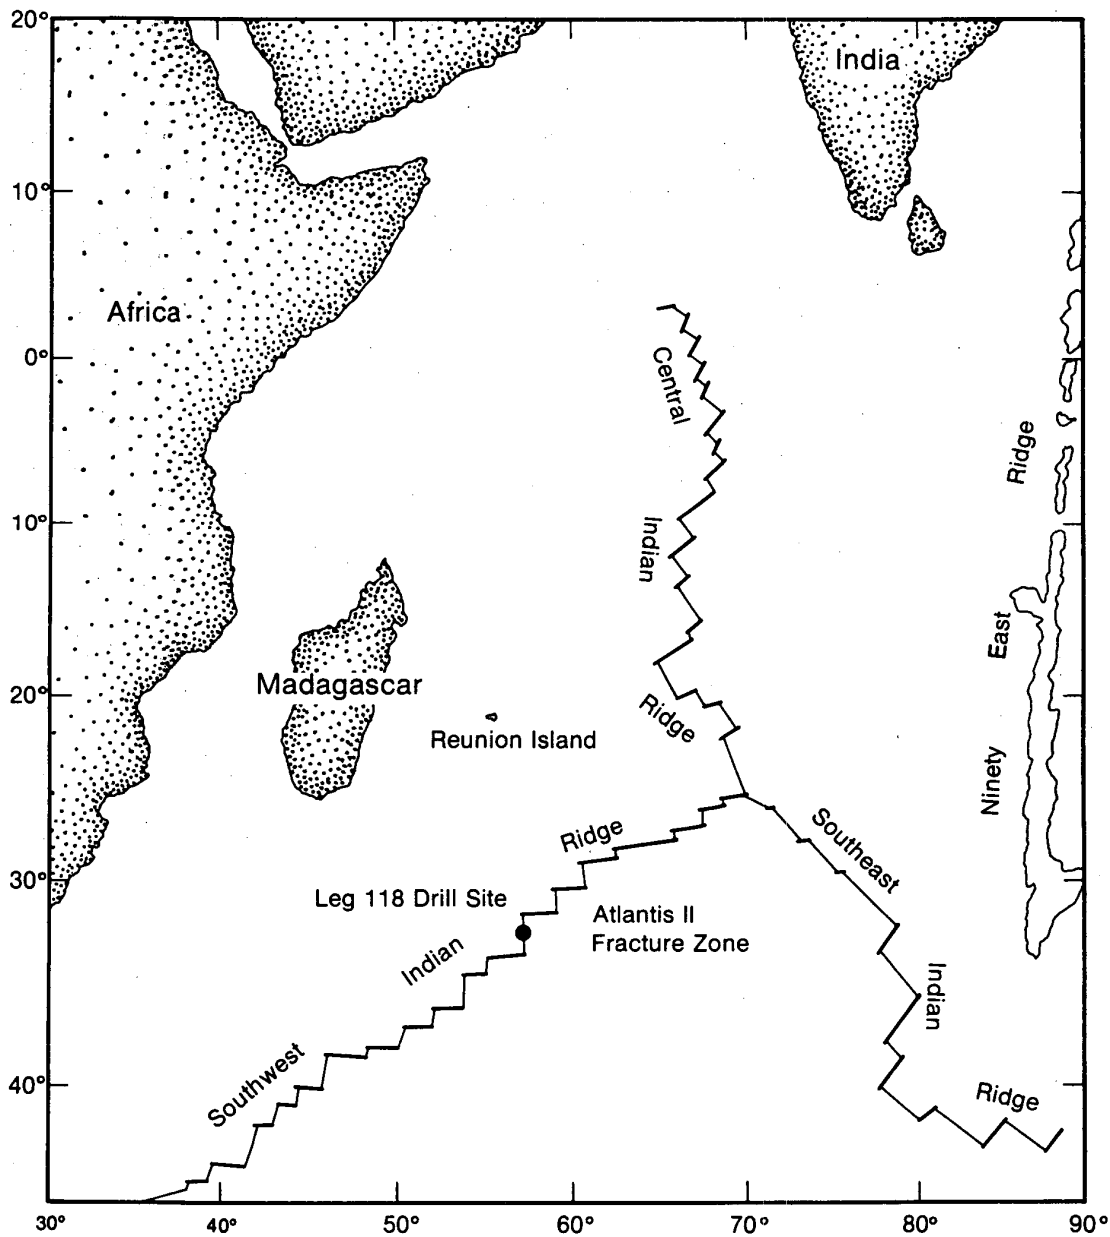 20°
India
10°
Africa
0°
Central
Ridge
10°
Indian
East
Madagascar
20°
Ridge
Reunion Island
Ninety
Ridge
Southeast
30°
Leg 118 Drill Site
Atlantis II
Fracture Zone
Indian
Indian
Southwest
40°
Ridge
30°
40°
50°
60°
70°
80°
90°